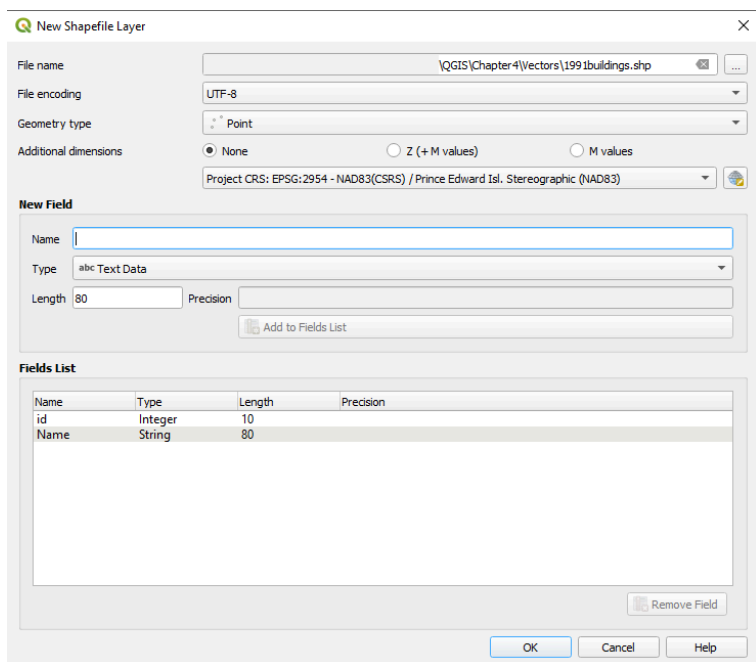 New Shapefile Layer
File name \QGIS\Chapter4\Vectors\1991buildings.shp ...
File encoding UTF-8
Geometry type Point
Additional dimensions None Z (+ M values) M values
Project CRS: EPSG:2954 - NAD83(CSRS) / Prince Edward Isl. Stereographic (NAD83)
New Field
Name
Type abc Text Data
Length 80 Precision
Add to Fields List
Fields List
Name Type Length Precision
id Integer 10
Name String 80
Remove Field
OK Cancel Help